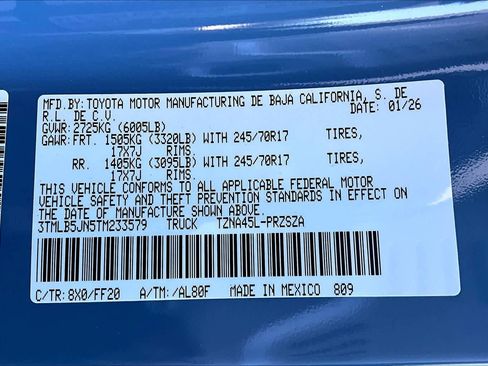 MFD.BY: TOYOTA MOTOR MANUFACTURING DE BAJA CALIFORNIA, S. DE
R.L. DE C.V. DATE: 01/26
GVWR: 2725KG (6005LB)
GAWR: FRT. 1505KG (3320LB) WITH 245/70R17 TIRES,
17X7J RIMS.
RR. 1405KG (3095LB) WITH 245/70R17 TIRES,
17X7J RIMS.
THIS VEHICLE CONFORMS TO ALL APPLICABLE FEDERAL MOTOR
VEHICLE SAFETY AND THEFT PREVENTION STANDARDS IN EFFECT ON
THE DATE OF MANUFACTURE SHOWN ABOVE.
3TMLB5JN5TM233579 TRUCK TZNA45L-PRZSZA
C/TR: 8X0/FF20 A/TM: /AL80F MADE IN MEXICO 809